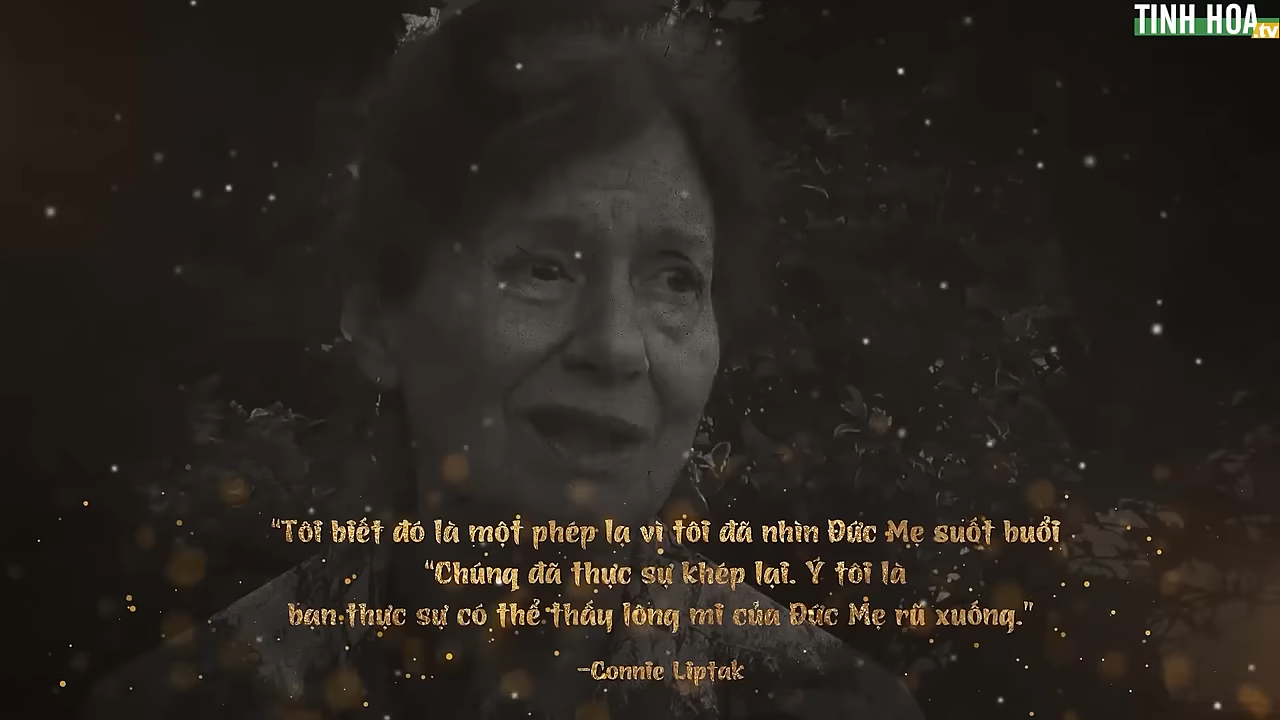 TINH HOA
.tv
“Tôi biết đó là một phép lạ vì tôi đã nhìn Đức Mẹ suốt buổi
“Chúng đã thực sự khép lại. Ý tôi là
bạn thực sự có thể thấy lông mi của Đức Mẹ rũ xuống."
-Connie Liptak